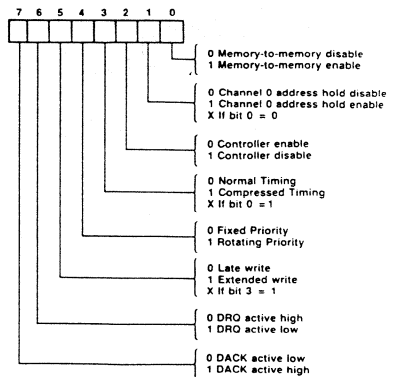 7 6 5 4 3 2 1 0
0 Memory-to-memory disable
1 Memory-to-memory enable
0 Channel 0 address hold disable
1 Channel 0 address hold enable
X If bit 0 = 0
0 Controller enable
1 Controller disable
0 Normal Timing
1 Compressed Timing
X If bit 0 = 1
0 Fixed Priority
1 Rotating Priority
0 Late write
1 Extended write
X If bit 3 = 1
0 DRQ active high
1 DRQ active low
0 DACK active low
1 DACK active high